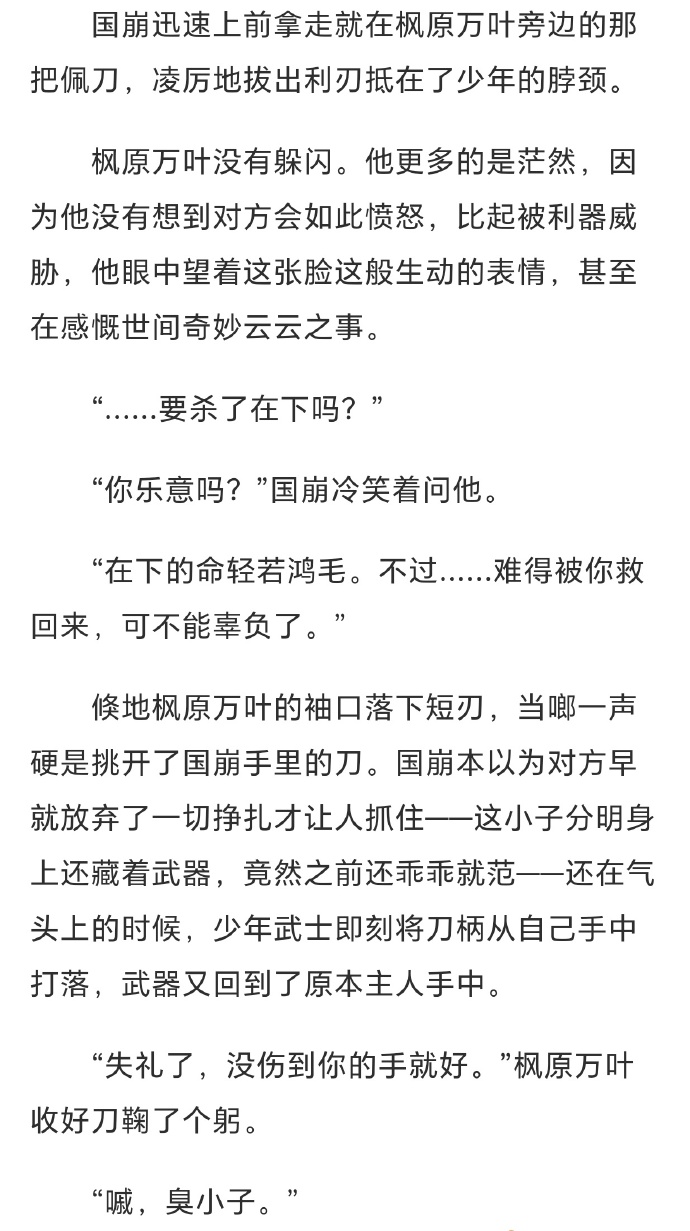 国崩迅速上前拿走就在枫原万叶旁边的那
把佩刀，凌厉地拔出利刃抵在了少年的脖颈。
枫原万叶没有躲闪。他更多的是茫然，因
为他没有想到对方会如此愤怒，比起被利器威
胁，他眼中望着这张脸这般生动的表情，甚至
在感慨世间奇妙云云之事。
“……要杀了在下吗？”
“你乐意吗？”国崩冷笑着问他。
“在下的命轻若鸿毛。不过……难得被你救
回来，可不能辜负了。”
倏地枫原万叶的袖口落下短刃，当啷一声
硬是挑开了国崩手里的刀。国崩本以为对方早
就放弃了一切挣扎才让人抓住——这小子分明身
上还藏着武器，竟然之前还乖乖就范——还在气
头上的时候，少年武士即刻将刀柄从自己手中
打落，武器又回到了原本主人手中。
“失礼了，没伤到你的手就好。”枫原万叶
收好刀鞠了个躬。
“嘁，臭小子。”